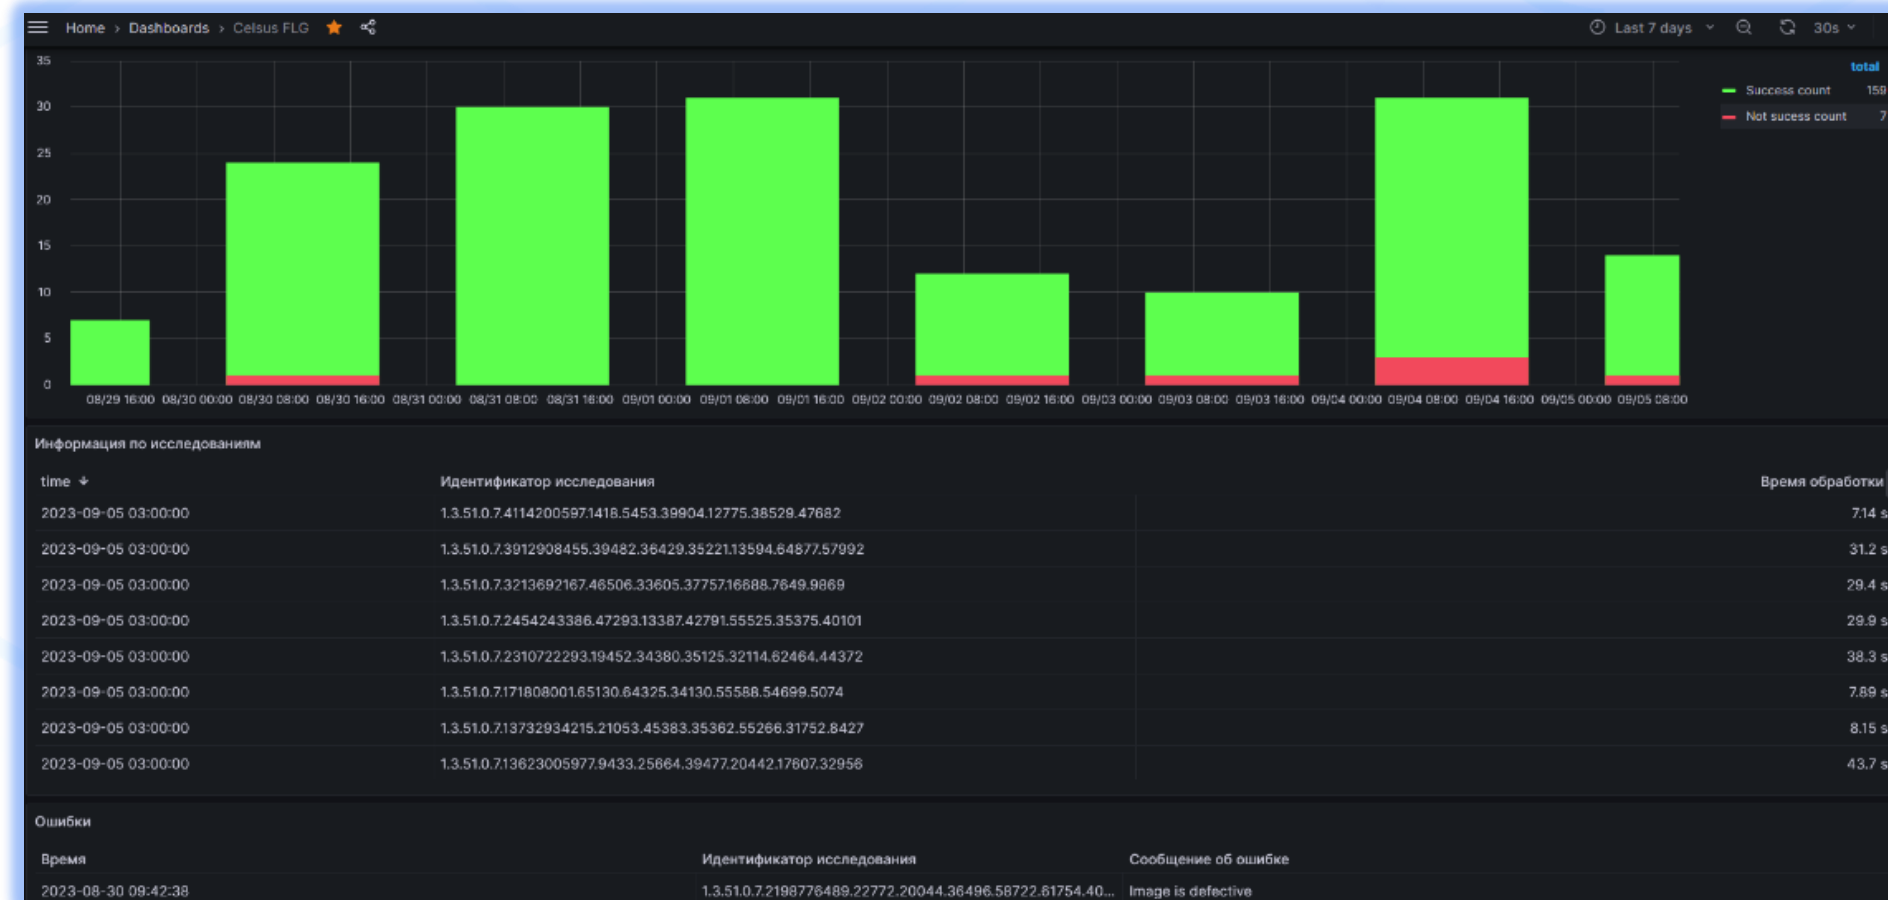 Home › Dashboards › Celsus FLG
Last 7 days
30s
35
30
25
20
15
10
5
0
total
Success count 159
Not sucess count 7
08/29 16:00 08/30 00:00 08/30 08:00 08/30 16:00 08/31 00:00 08/31 08:00 08/31 16:00 09/01 00:00 09/01 08:00 09/01 16:00 09/02 00:00 09/02 08:00 09/02 16:00 09/03 00:00 09/03 08:00 09/03 16:00 09/04 00:00 09/04 08:00 09/04 16:00 09/05 00:00 09/05 08:00
Информация по исследованиям
time ↓ Идентификатор исследования Время обработки
2023-09-05 03:00:00 1.3.51.0.7.4114200597.1418.5453.39904.12775.38529.47682 7.14 s
2023-09-05 03:00:00 1.3.51.0.7.3912908455.39482.36429.35221.13594.64877.57992 31.2 s
2023-09-05 03:00:00 1.3.51.0.7.3213692167.46506.33605.37757.16688.7649.9869 29.4 s
2023-09-05 03:00:00 1.3.51.0.7.2454243386.47293.13387.42791.55525.35375.40101 29.9 s
2023-09-05 03:00:00 1.3.51.0.7.2310722293.19452.34380.35125.32114.62464.44372 38.3 s
2023-09-05 03:00:00 1.3.51.0.7.171808001.65130.64325.34130.55588.54699.5074 7.89 s
2023-09-05 03:00:00 1.3.51.0.7.13732934215.21053.45383.35362.55266.31752.8427 8.15 s
2023-09-05 03:00:00 1.3.51.0.7.13623005977.9433.25664.39477.20442.17607.32956 43.7 s
Ошибки
Время Идентификатор исследования Сообщение об ошибке
2023-08-30 09:42:38 1.3.51.0.7.2198776489.22772.20044.36496.58722.61754.40... Image is defective